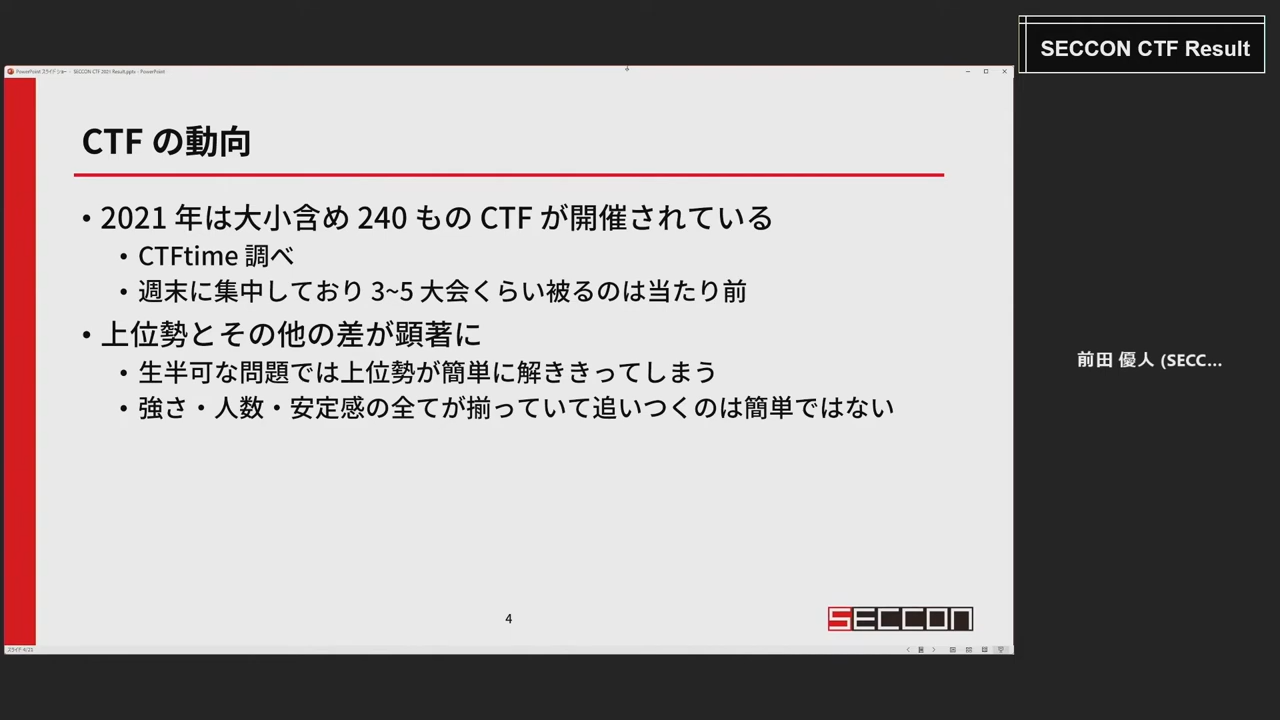 SECCON CTF Result
PowerPoint スライド ショー - SECCON CTF 2021 Result.pptx - PowerPoint
CTF の動向
• 2021 年は大小含め 240 もの CTF が開催されている
• CTFtime 調べ
• 週末に集中しており 3~5 大会くらい被るのは当たり前
• 上位勢とその他の差が顕著に
• 生半可な問題では上位勢が簡単に解ききってしまう
• 強さ・人数・安定感の全てが揃っていて追いつくのは簡単ではない
前田 優人 (SECC...
4
SECCON
スライド 4/21